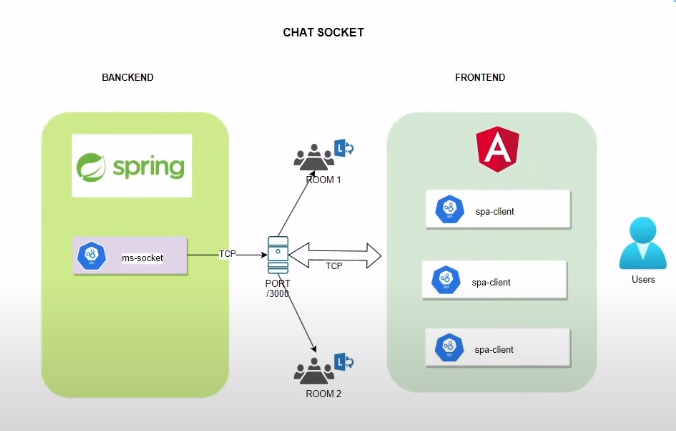 CHAT SOCKET
BANCKEND
FRONTEND
spring
A
L
ROOM 1
spa-client
ms-socket
TCP
TCP
PORT
/3000
spa-client
Users
spa-client
L
ROOM 2